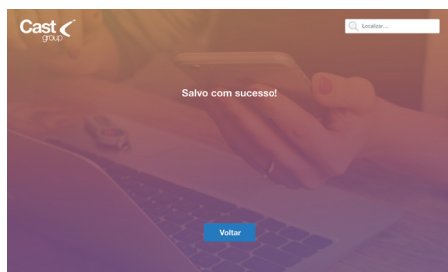 Cast
group
Localizar...
Salvo com sucesso!
Voltar